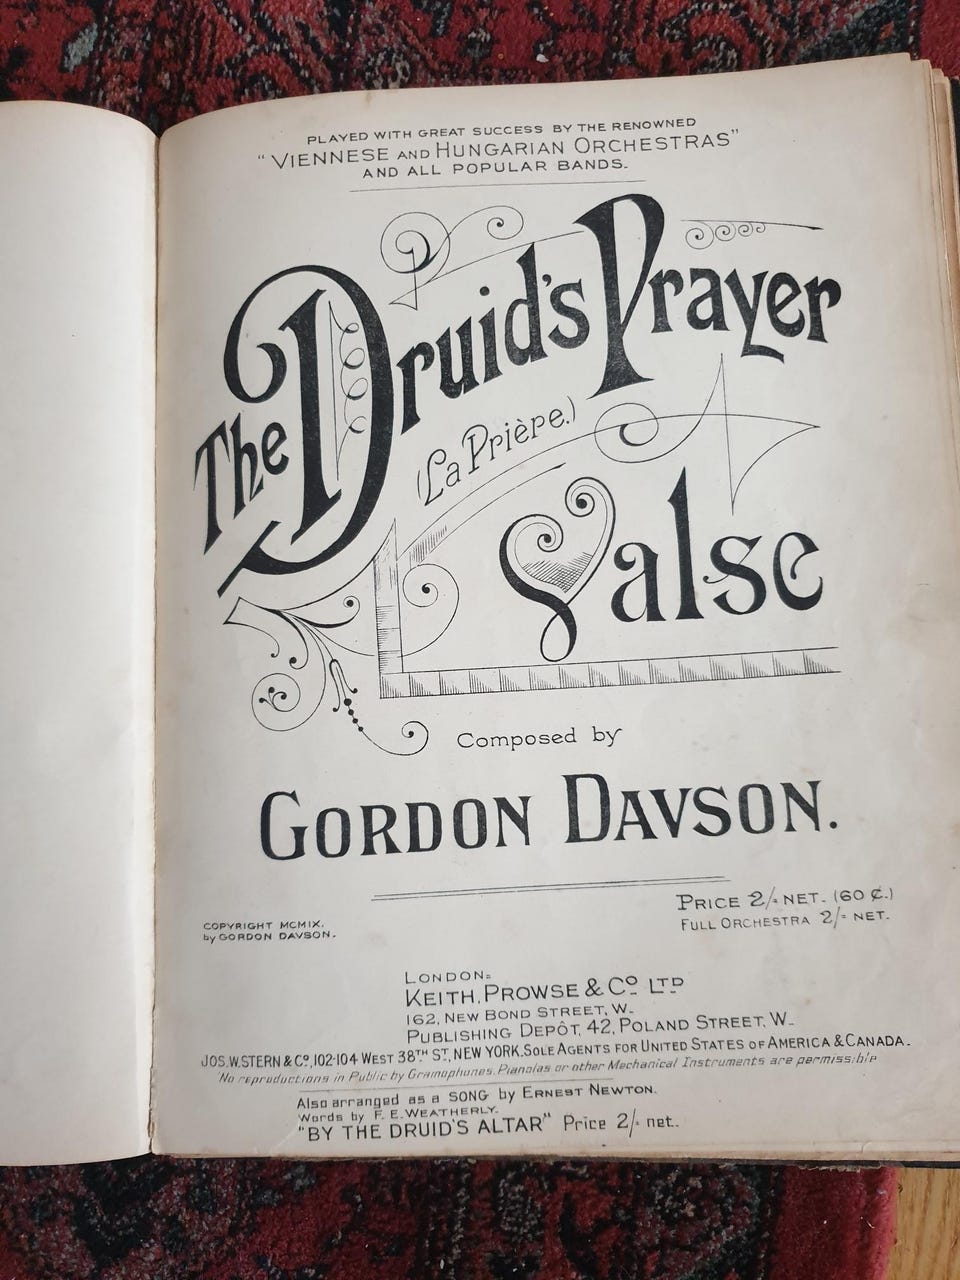 PLAYED WITH GREAT SUCCESS BY THE RENOWNED
"VIENNESE AND HUNGARIAN ORCHESTRAS"
AND ALL POPULAR BANDS.
The Druid's Prayer
(La Prière.)
Valse
Composed by
GORDON DAVSON.
PRICE 2/= NET. (60 ¢.)
FULL ORCHESTRA 2/= NET.
COPYRIGHT MCMIX.
by GORDON DAVSON.
LONDON=
KEITH, PROWSE & Co LTD
162, NEW BOND STREET, W.
PUBLISHING DEPÔT, 42, POLAND STREET, W.
JOS. W. STERN & Co, 102-104 WEST 38TH ST, NEW YORK, SOLE AGENTS FOR UNITED STATES OF AMERICA & CANADA.
No reproductions in Public by Gramophones, Pianolas or other Mechanical Instruments are permissible
Also arranged as a SONG by ERNEST NEWTON.
Words by F. E. WEATHERLY.
"BY THE DRUID'S ALTAR" Price 2/= net.